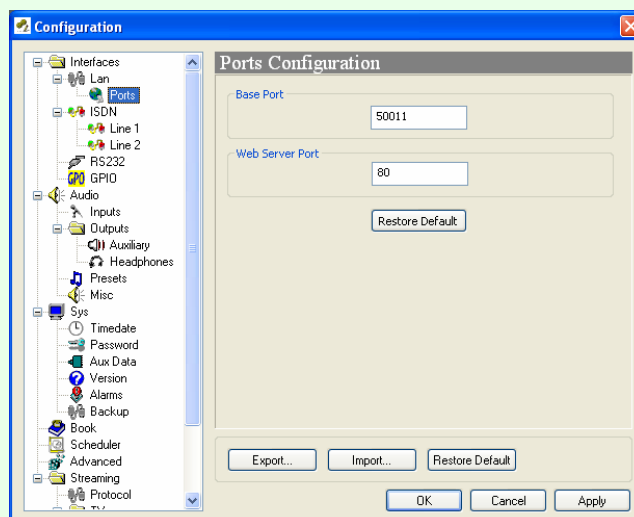 Configuration
Interfaces
Lan
Ports
ISDN
Line 1
Line 2
RS232
GPO GPIO
Audio
Inputs
Outputs
Auxiliary
Headphones
Presets
Misc
Sys
Timedate
Password
Aux Data
Version
Alarms
Backup
Book
Scheduler
Advanced
Streaming
Protocol
Ports Configuration
Base Port
50011
Web Server Port
80
Restore Default
Export...
Import...
Restore Default
OK
Cancel
Apply